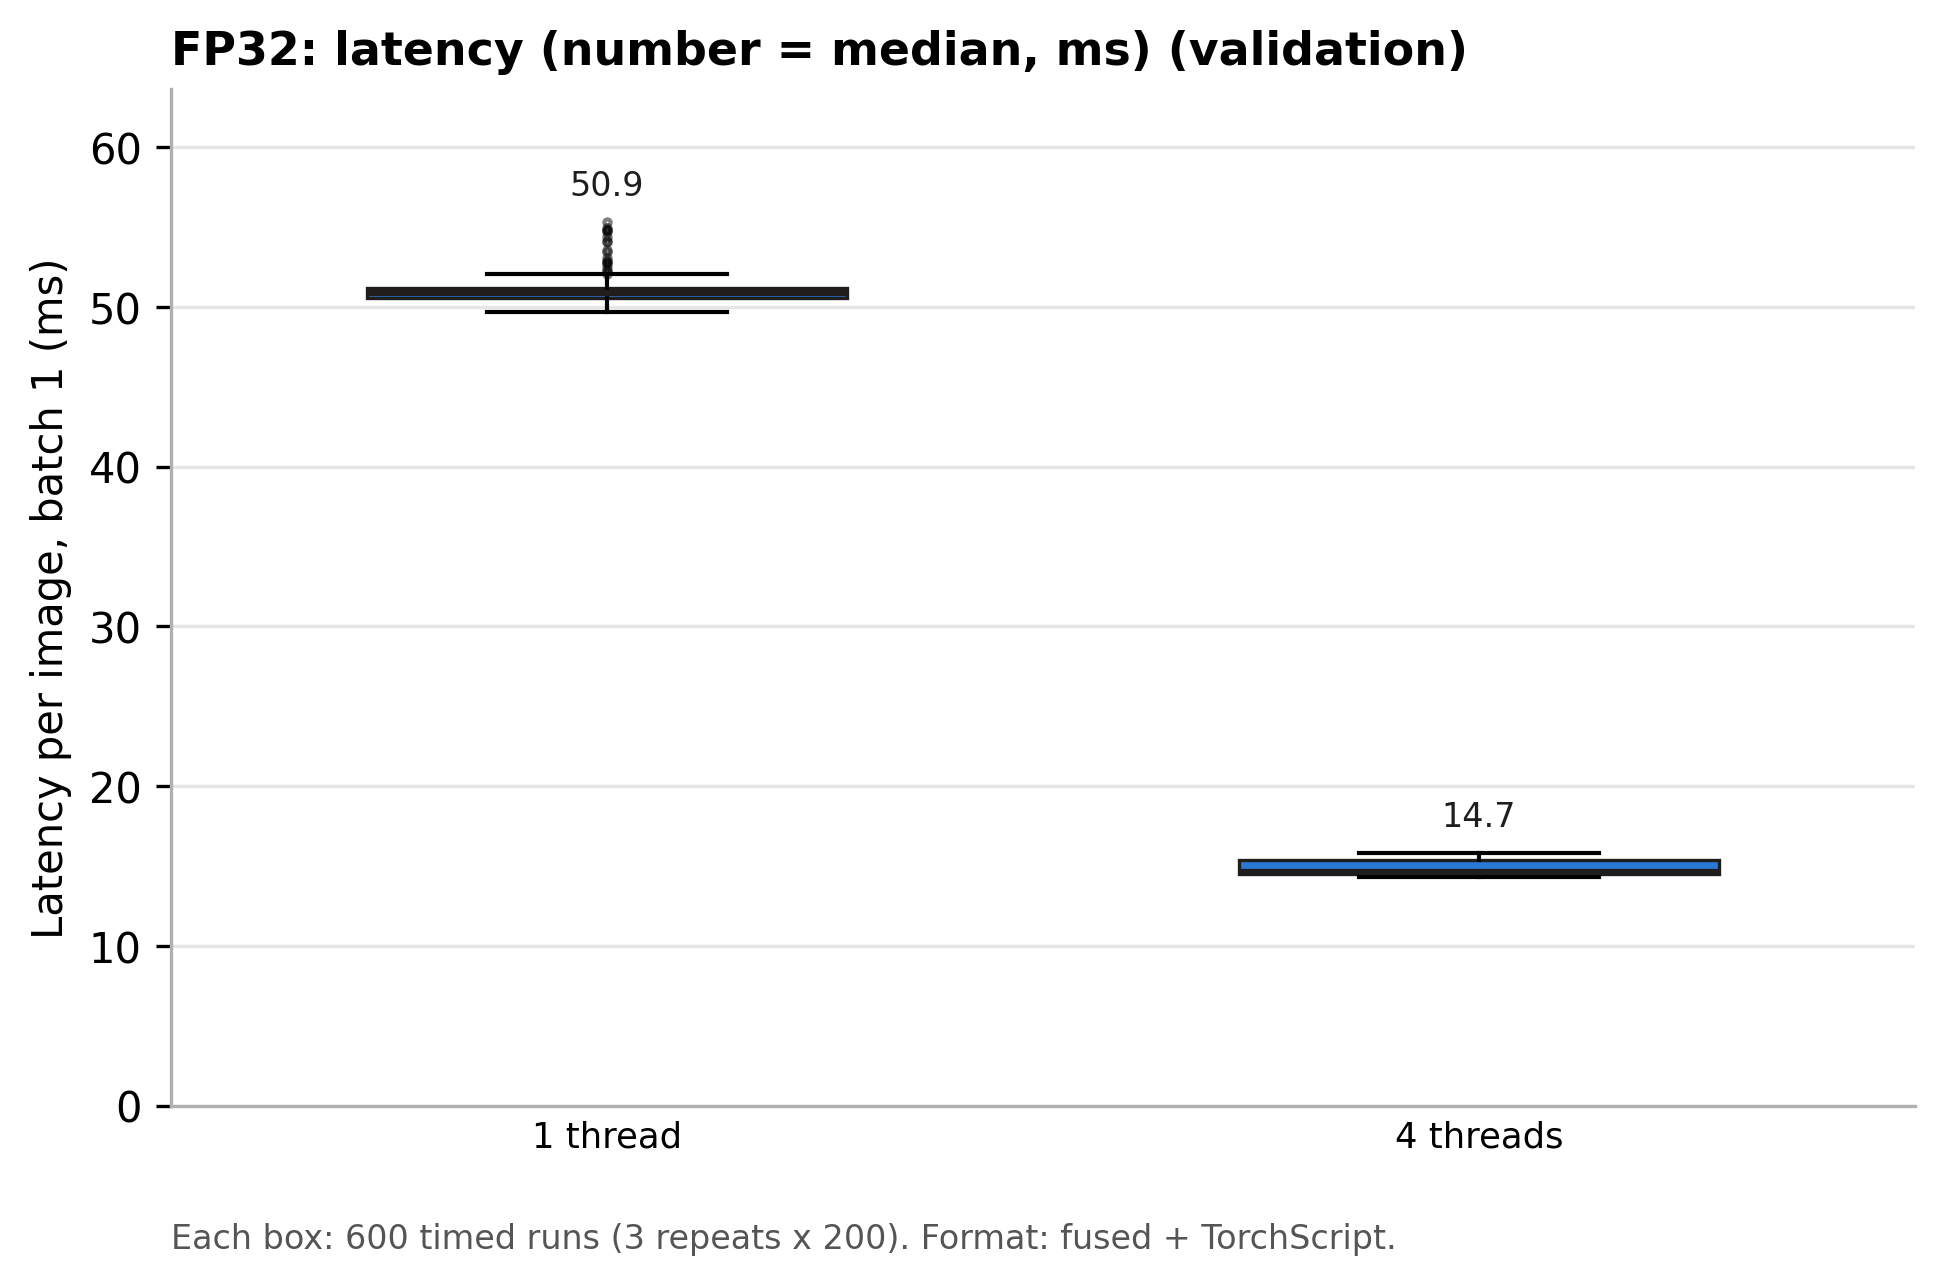 FP32: latency (number = median, ms) (validation)
Latency per image, batch 1 (ms)
60
50
40
30
20
10
0
50.9
14.7
1 thread
4 threads
Each box: 600 timed runs (3 repeats x 200). Format: fused + TorchScript.